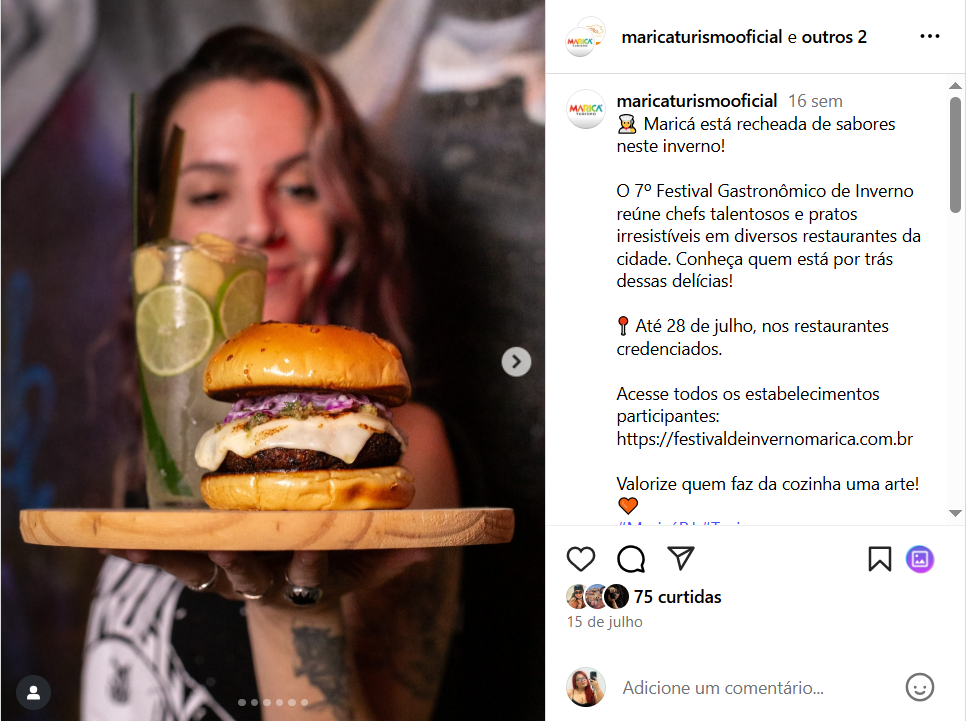 maricaturismooficial e outros 2
MARICÁ
TURISMO
maricaturismooficial 16 sem
Maricá está recheada de sabores
neste inverno!
O 7º Festival Gastronômico de Inverno
reúne chefs talentosos e pratos
irresistíveis em diversos restaurantes da
cidade. Conheça quem está por trás
dessas delícias!
Até 28 de julho, nos restaurantes
credenciados.
Acesse todos os estabelecimentos
participantes:
https://festivaldeinvernomarica.com.br
Valorize quem faz da cozinha uma arte!
75 curtidas
15 de julho
Adicione um comentário...